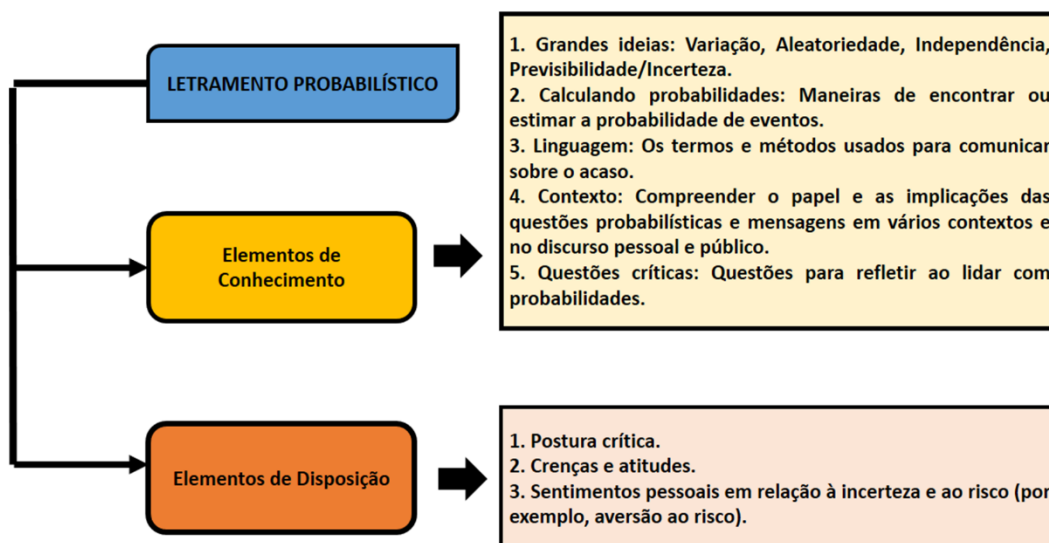 LETRAMENTO PROBABILÍSTICO
1. Grandes ideias: Variação, Aleatoriedade, Independência,
Previsibilidade/Incerteza.
2. Calculando probabilidades: Maneiras de encontrar ou
estimar a probabilidade de eventos.
3. Linguagem: Os termos e métodos usados para comunicar
sobre o acaso.
4. Contexto: Compreender o papel e as implicações das
questões probabilísticas e mensagens em vários contextos e
no discurso pessoal e público.
5. Questões críticas: Questões para refletir ao lidar com
probabilidades.
Elementos de
Conhecimento
Elementos de Disposição
1. Postura crítica.
2. Crenças e atitudes.
3. Sentimentos pessoais em relação à incerteza e ao risco (por
exemplo, aversão ao risco).